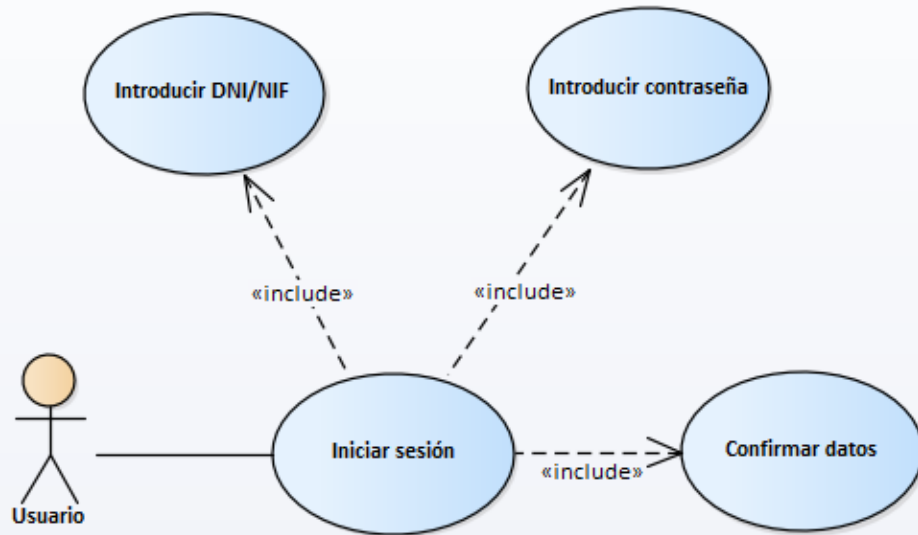 Introducir DNI/NIF
Introducir contraseña
«include»
«include»
Iniciar sesión
«include»
Confirmar datos
Usuario